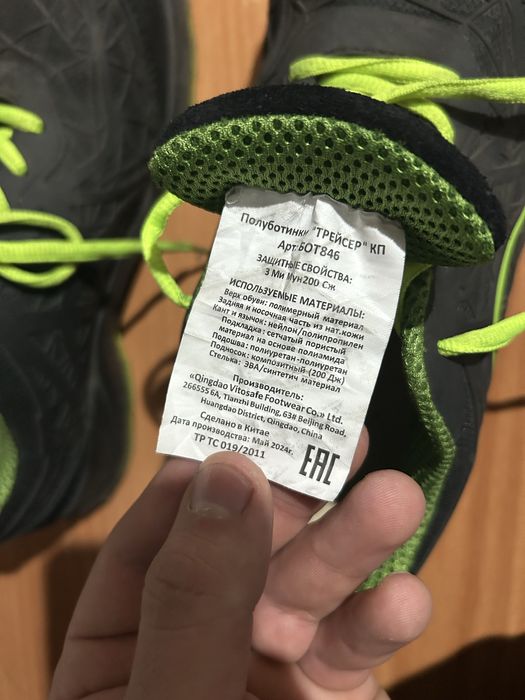 Полуботинки "ТРЕЙСЕР" КП
Арт БОТ846
ЗАЩИТНЫЕ СВОЙСТВА:
З Ми Мун200 Сж
ИСПОЛЬЗУЕМЫЕ МАТЕРИАЛЫ:
Верх обуви: полимерный материал
Задняя и носочная часть из нат.кожи
Кант и язычок: нейлон/полипропилен
Подкладка: сетчатый пористый
материал на основе полиамида
Подошва: полиуретан-полиуретан
Подносок: композитный (200 Дж)
Стелька: ЭВА/синтетич материал
Производитель:
«Qingdao Vitosafe Footwear Co.» Ltd.
266555 6A, Tianzhi Building, 638 Beijing Road,
Huangdao District, Qingdao, China
Сделано в Китае
Дата производства: Май 2024г.
ТР ТС 019/2011
EAC